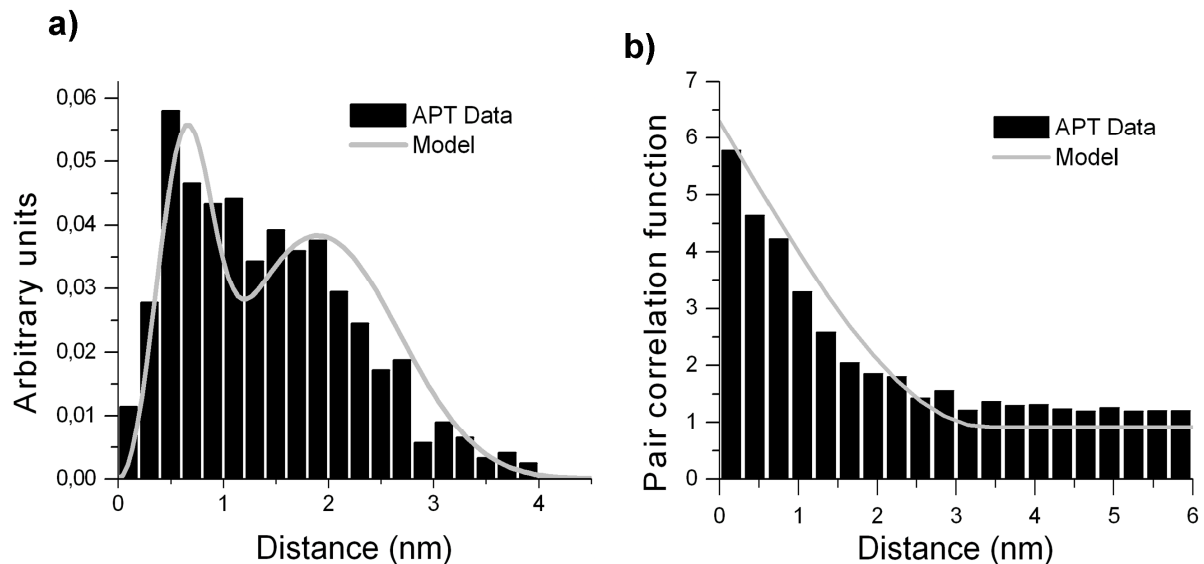 a)
Arbitrary units
0,06
0,05
0,04
0,03
0,02
0,01
0,00
0 1 2 3 4
Distance (nm)
APT Data
Model
b)
Pair correlation function
7
6
5
4
3
2
1
0
0 1 2 3 4 5 6
Distance (nm)
APT Data
Model